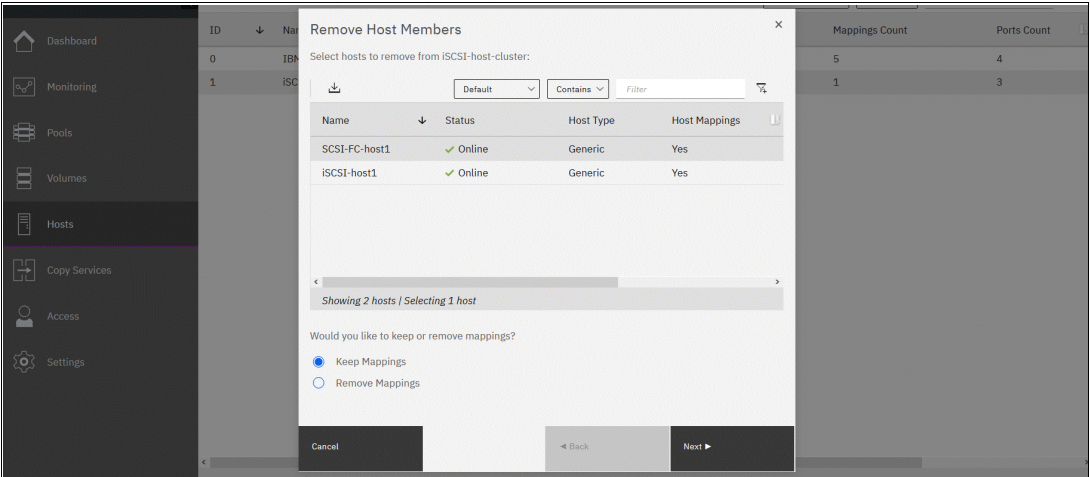 Dashboard
Monitoring
Pools
Volumes
Hosts
Copy Services
Access
Settings
ID Mappings Count Ports Count
0 IBM 5 4
1 iSC 1 3
Remove Host Members
Select hosts to remove from iSCSI-host-cluster:
Default Contains Filter
Name Status Host Type Host Mappings
SCSI-FC-host1 Online Generic Yes
iSCSI-host1 Online Generic Yes
Showing 2 hosts | Selecting 1 host
Would you like to keep or remove mappings?
Keep Mappings
Remove Mappings
Cancel Back Next